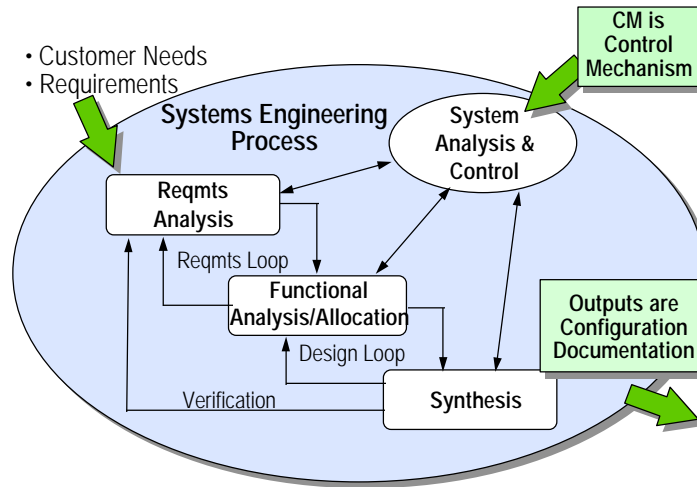 • Customer Needs
• Requirements
CM is
Control
Mechanism
Systems Engineering
Process
System
Analysis &
Control
Reqmts
Analysis
Reqmts Loop
Functional
Analysis/Allocation
Outputs are
Configuration
Documentation
Design Loop
Verification
Synthesis